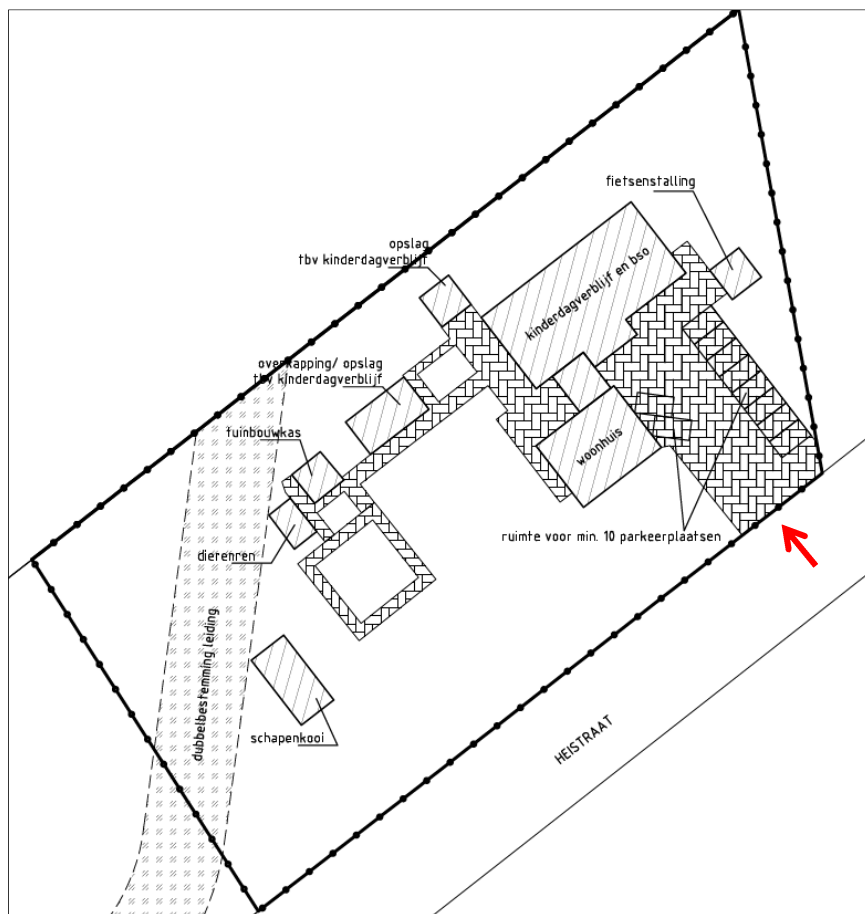 fietsenstalling
opslag
tbv kinderdagverblijf
kinderdagverblijf en bso
overkapping/ opslag
tbv kinderdagverblijf
tuinbouwkas
woonhuis
ruimte voor min. 10 parkeerplaatsen
dierenren
dubbelbestemming leiding
schapenkooi
HEISTRAAT